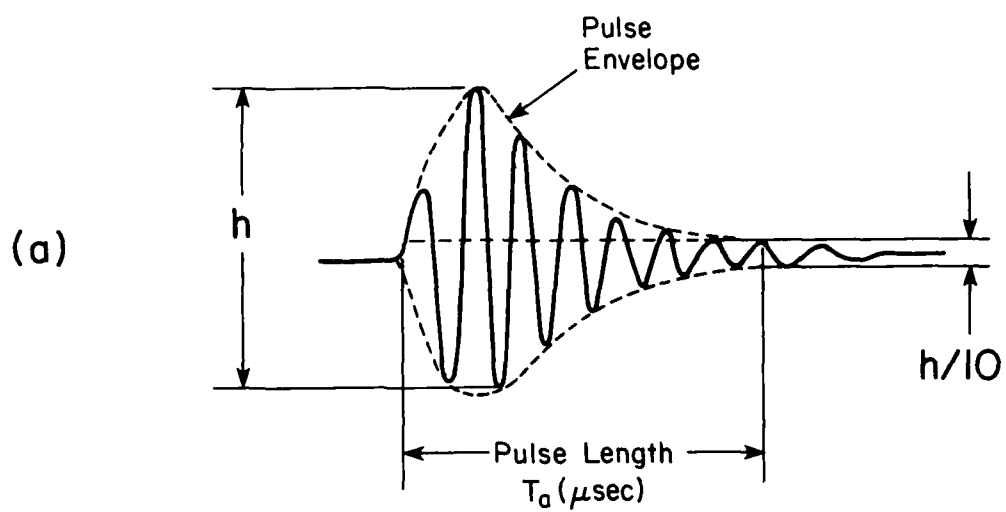 Pulse
Envelope
(a)
h
h/10
Pulse Length
Ta (μsec)